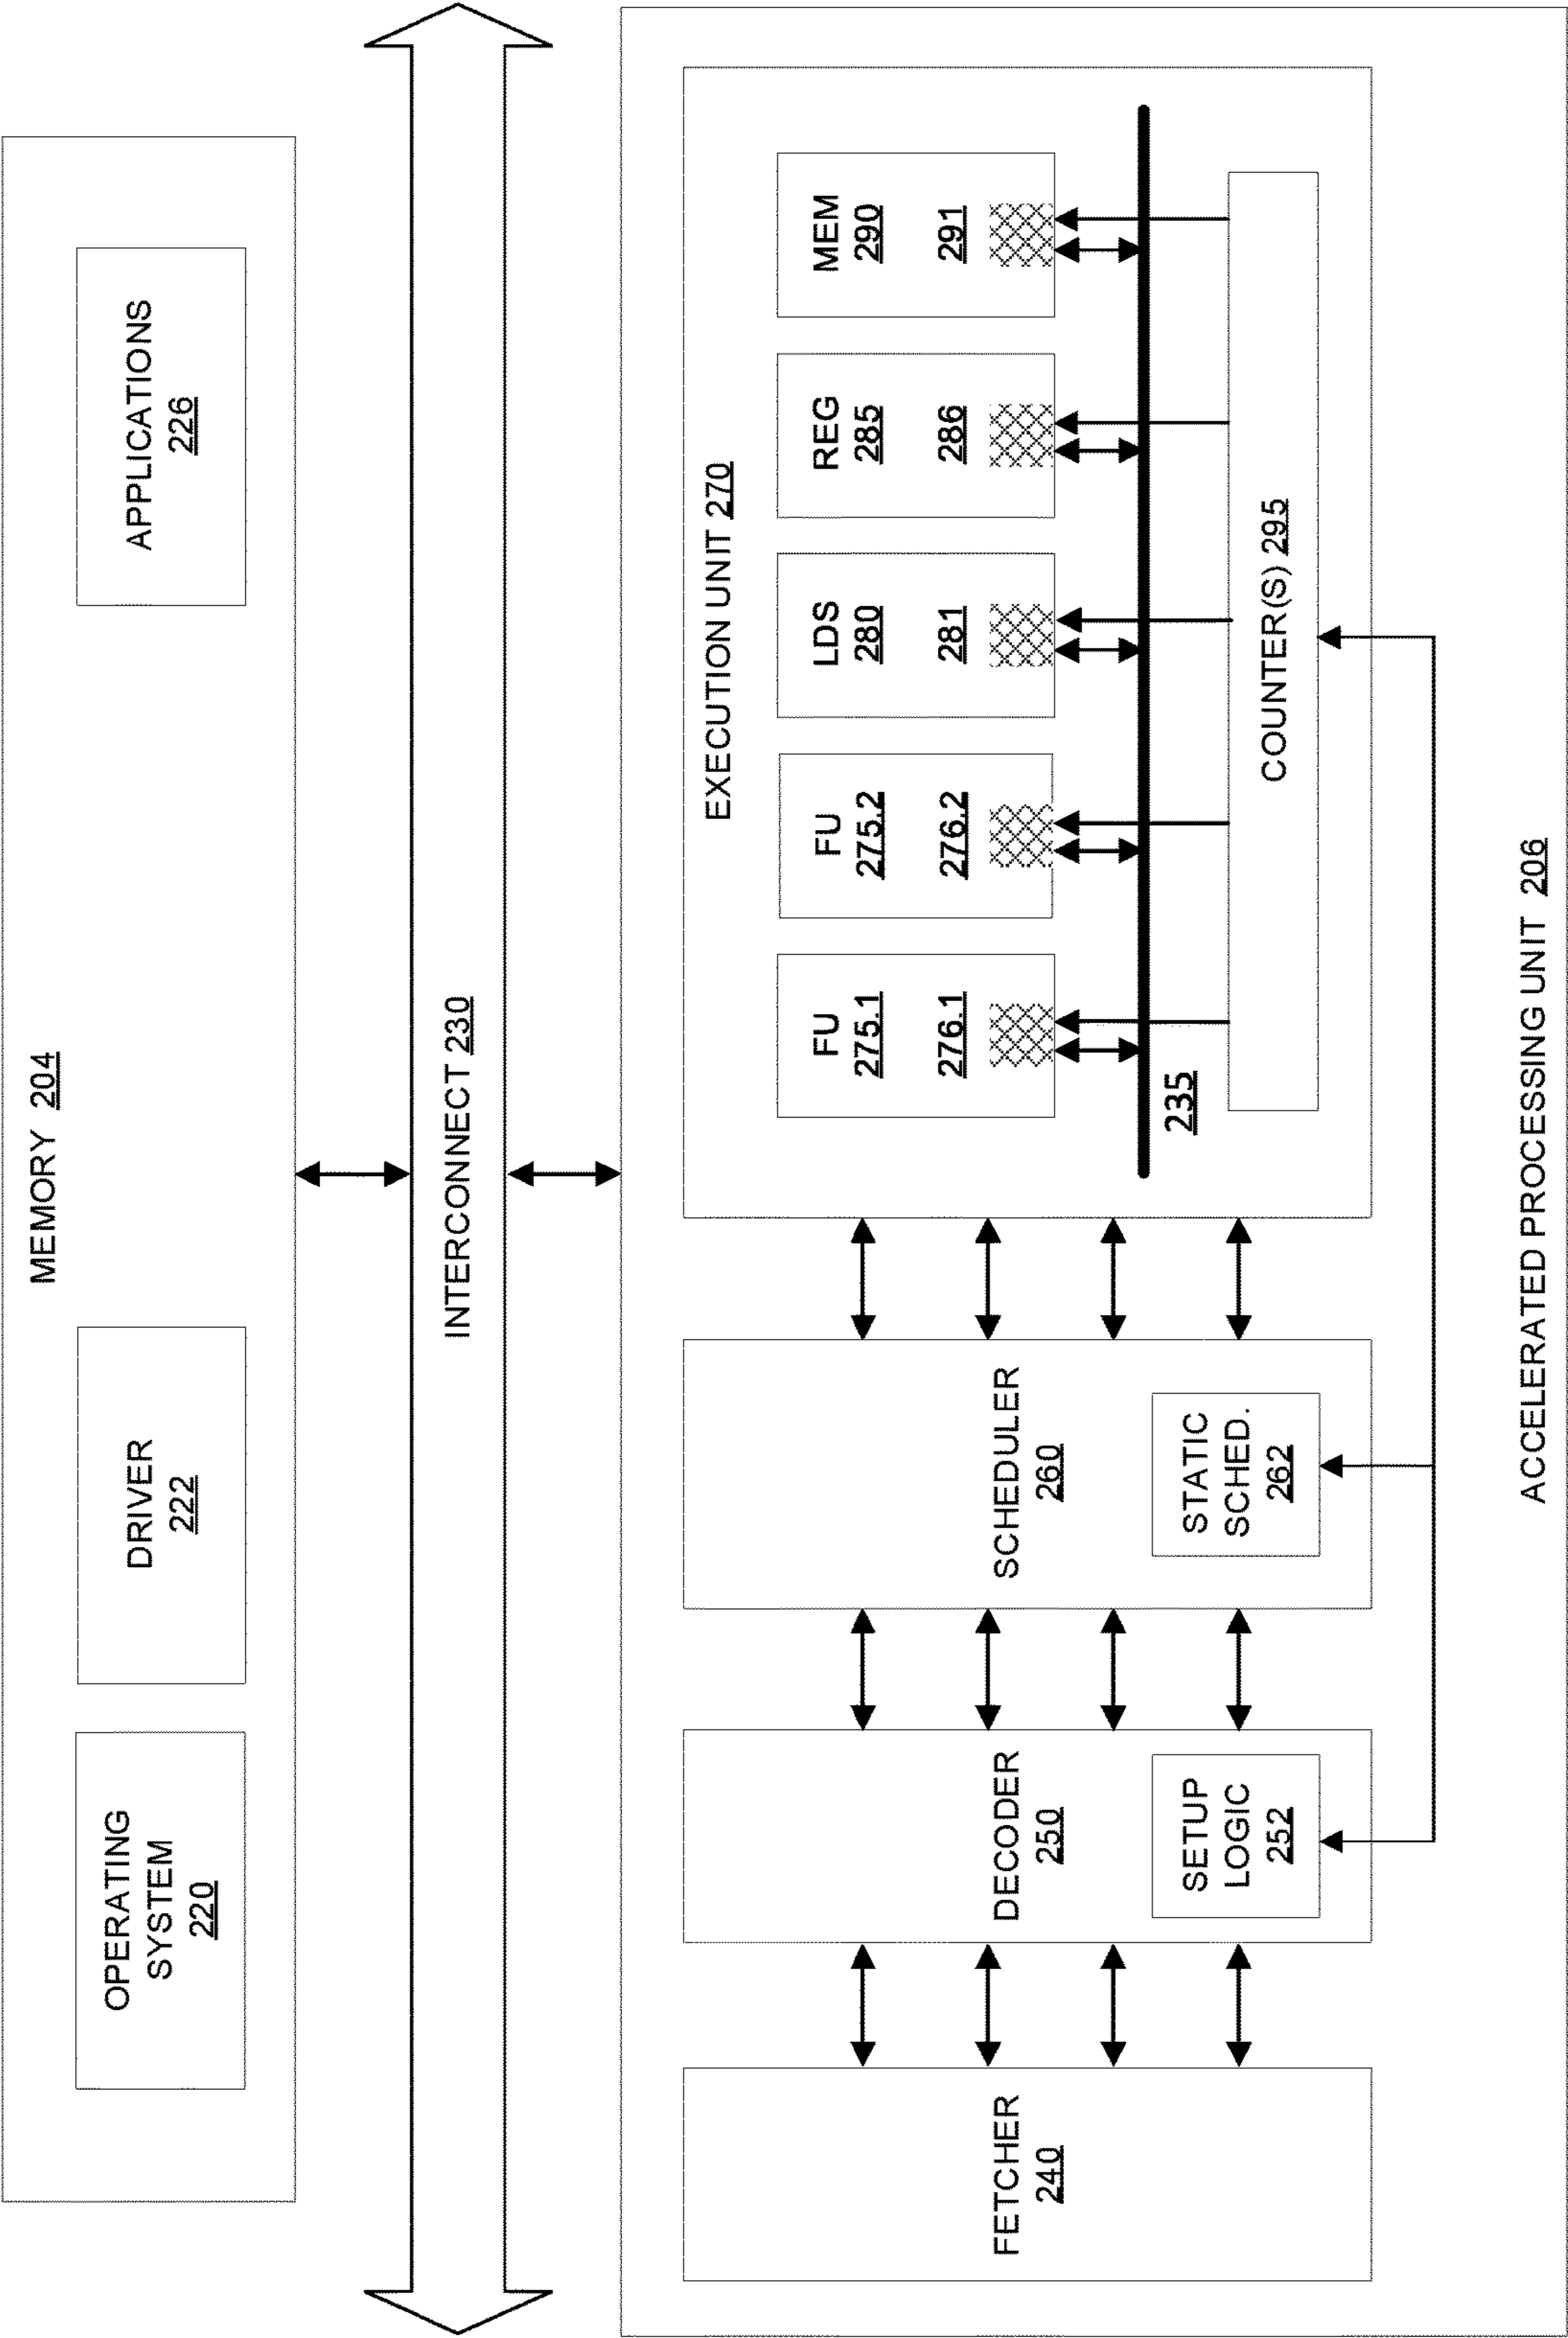 MEMORY 204
OPERATING
SYSTEM
220
DRIVER
222
APPLICATIONS
226
INTERCONNECT 230
FETCHER
240
DECODER
250
SETUP
LOGIC
252
SCHEDULER
260
STATIC
SCHED.
262
EXECUTION UNIT 270
FU
275.1
276.1
FU
275.2
276.2
LDS
280
281
REG
285
286
MEM
290
291
235
COUNTER(S) 295
ACCELERATED PROCESSING UNIT 206